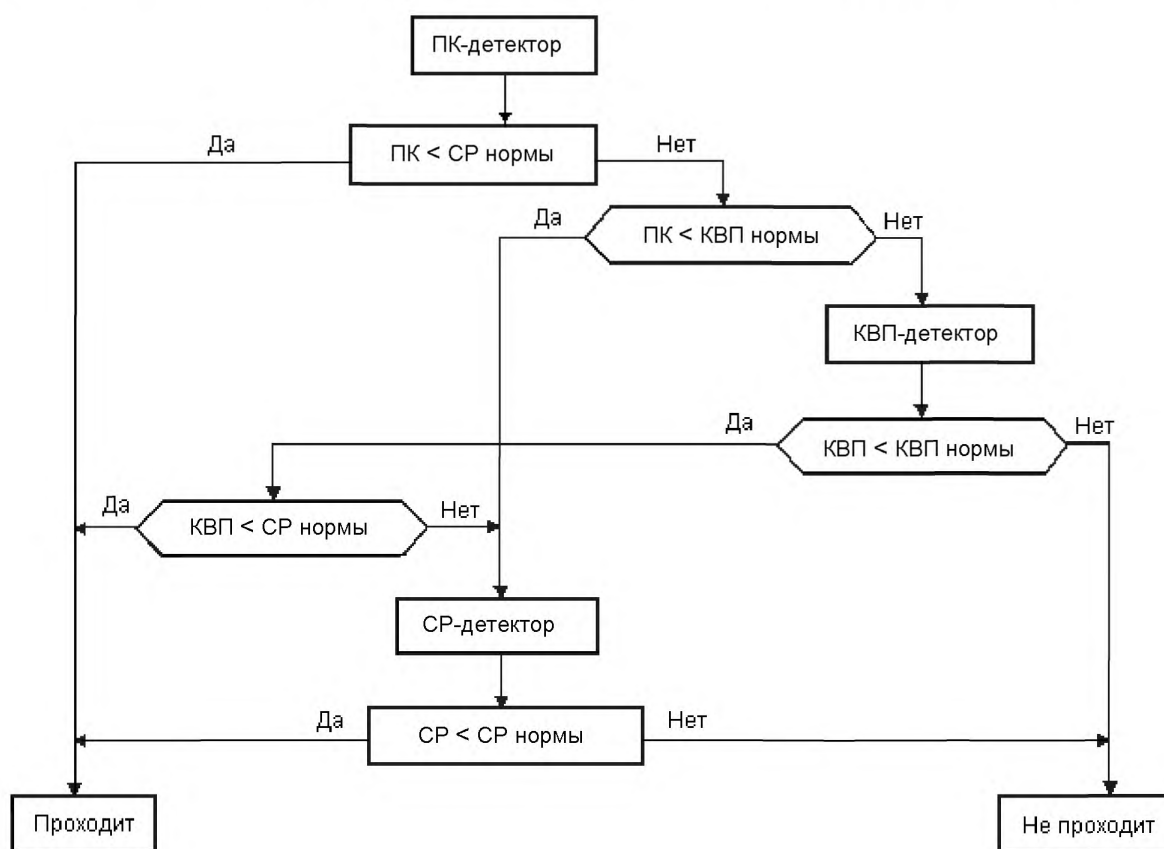 ПК-детектор
Да
ПК < СР нормы
Нет
Да
ПК < КВП нормы
Нет
КВП-детектор
Да
КВП < КВП нормы
Нет
Да
КВП < СР нормы
Нет
СР-детектор
Да
СР < СР нормы
Нет
Проходит
Не проходит